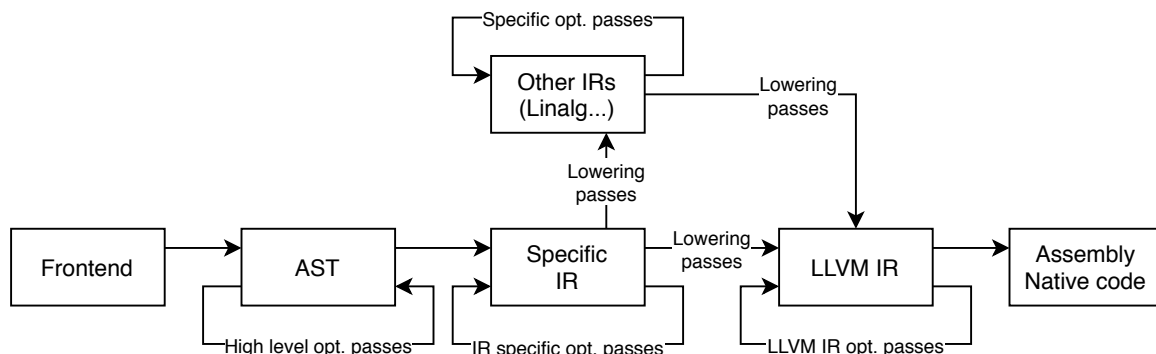 Specific opt. passes
Other IRs
(Linalg...)
Lowering
passes
Lowering
passes
Frontend
AST
Specific
IR
Lowering
passes
LLVM IR
Assembly
Native code
High level opt. passes
IR specific opt. passes
LLVM IR opt. passes